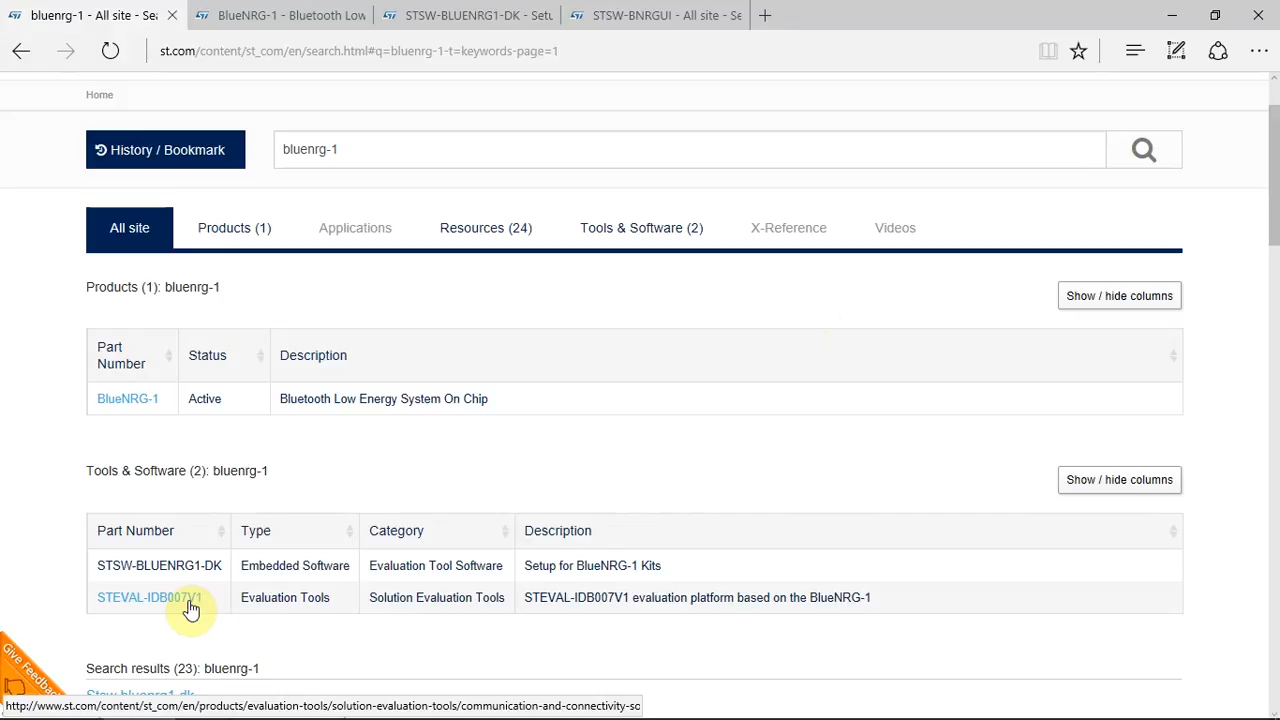 bluenrg-1 - All site - Sea
BlueNRG-1 - Bluetooth Low
STSW-BLUENRG1-DK - Setu
STSW-BNRGUI - All site - Se
st.com/content/st_com/en/search.html#q=bluenrg-1-t=keywords-page=1
Home
History / Bookmark
bluenrg-1
All site
Products (1)
Applications
Resources (24)
Tools & Software (2)
X-Reference
Videos
Products (1): bluenrg-1
Show / hide columns
Part Number
Status
Description
BlueNRG-1
Active
Bluetooth Low Energy System On Chip
Tools & Software (2): bluenrg-1
Show / hide columns
Part Number
Type
Category
Description
STSW-BLUENRG1-DK
Embedded Software
Evaluation Tool Software
Setup for BlueNRG-1 Kits
STEVAL-IDB007V1
Evaluation Tools
Solution Evaluation Tools
STEVAL-IDB007V1 evaluation platform based on the BlueNRG-1
Search results (23): bluenrg-1
Stsw-bluenrg1-dk
Give Feedback
http://www.st.com/content/st_com/en/products/evaluation-tools/solution-evaluation-tools/communication-and-connectivity-sc